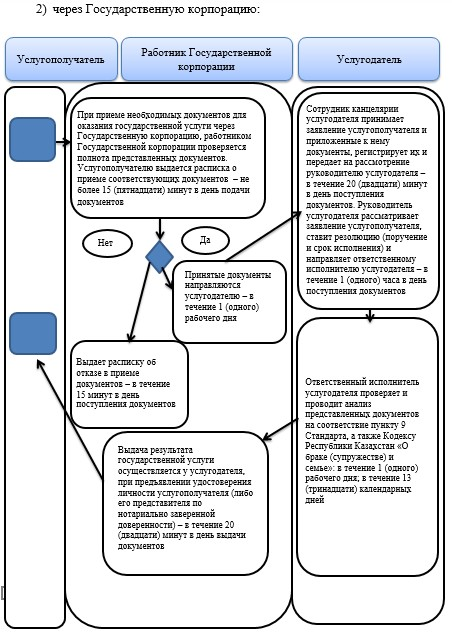 2) через Государственную корпорацию:
Услугополучатель
Работник Государственной
корпорации
Услугодатель
При приеме необходимых документов для
оказания государственной услуги через
Государственную корпорацию, работником
Государственной корпорации проверяется
полнота представленных документов.
Услугополучателю выдается расписка о
приеме соответствующих документов – не
более 15 (пятнадцати) минут в день подачи
документов
Сотрудник канцелярии
услугодателя принимает
заявление услугополучателя и
приложенные к нему
документы, регистрирует их и
передает на рассмотрение
руководителю услугодателя –
в течение 20 (двадцати) минут
в день поступления
документов. Руководитель
услугодателя рассматривает
заявление услугополучателя,
ставит резолюцию (поручение
и срок исполнения) и
направляет ответственному
исполнителю услугодателя – в
течение 1 (одного) часа в день
поступления документов
Нет
Да
Принятые документы
направляются
услугодателю – в
течение 1 (одного)
рабочего дня
Выдает расписку об
отказе в приеме
документов – в течение
15 минут в день
поступления документов
Ответственный исполнитель
услугодателя проверяет и
проводит анализ
представленных документов
на соответствие пункту 9
Стандарта, а также Кодексу
Республики Казахстан «О
браке (супружестве) и
семье»: в течение 1 (одного)
рабочего дня; в течение 13
(тринадцати) календарных
дней
Выдача результата
государственной услуги
осуществляется у услугодателя,
при предъявлении удостоверения
личности услугополучателя (либо
его представителя по
нотариально заверенной
доверенности) – в течение 20
(двадцати) минут в день выдачи
документов